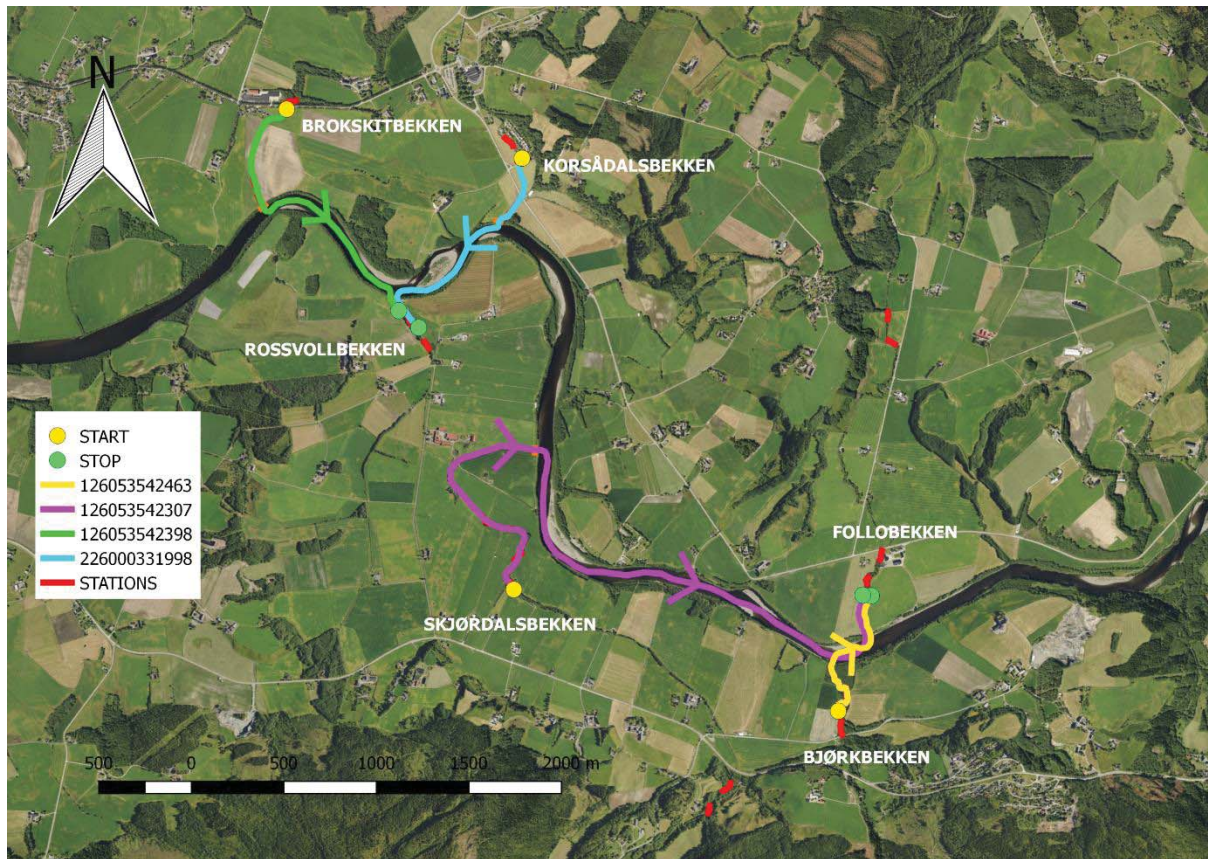 N
BROKSKITBEKKEN
KORSÅDALSBEKKEN
ROSSVOLLBEKKEN
START
STOP
126053542463
126053542307
126053542398
226000331998
STATIONS
FOLLOBEKKEN
SKJØRDALSBEKKEN
BJØRKBEKKEN
500 0 500 1000 1500 2000 m